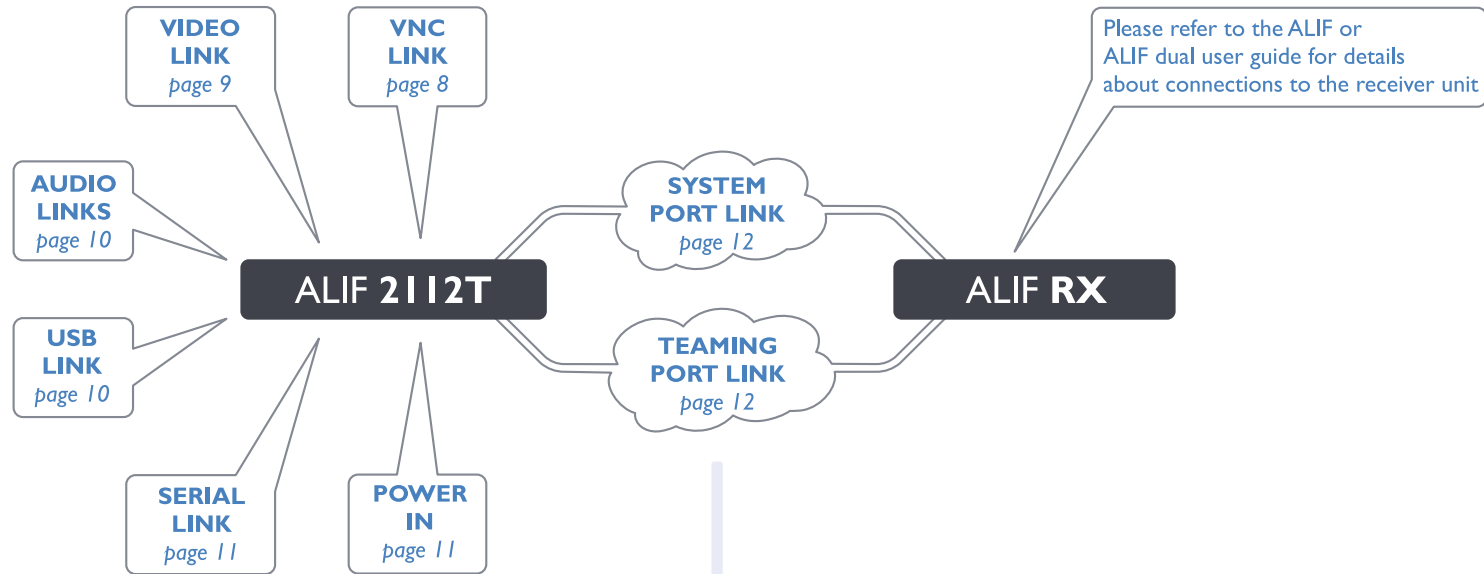 VIDEO
LINK
page 9
VNC
LINK
page 8
Please refer to the ALIF or
ALIF dual user guide for details
about connections to the receiver unit
AUDIO
LINKS
page 10
SYSTEM
PORT LINK
page 12
ALIF 2112T
ALIF RX
USB
LINK
page 10
TEAMING
PORT LINK
page 12
SERIAL
LINK
page 11
POWER
IN
page 11